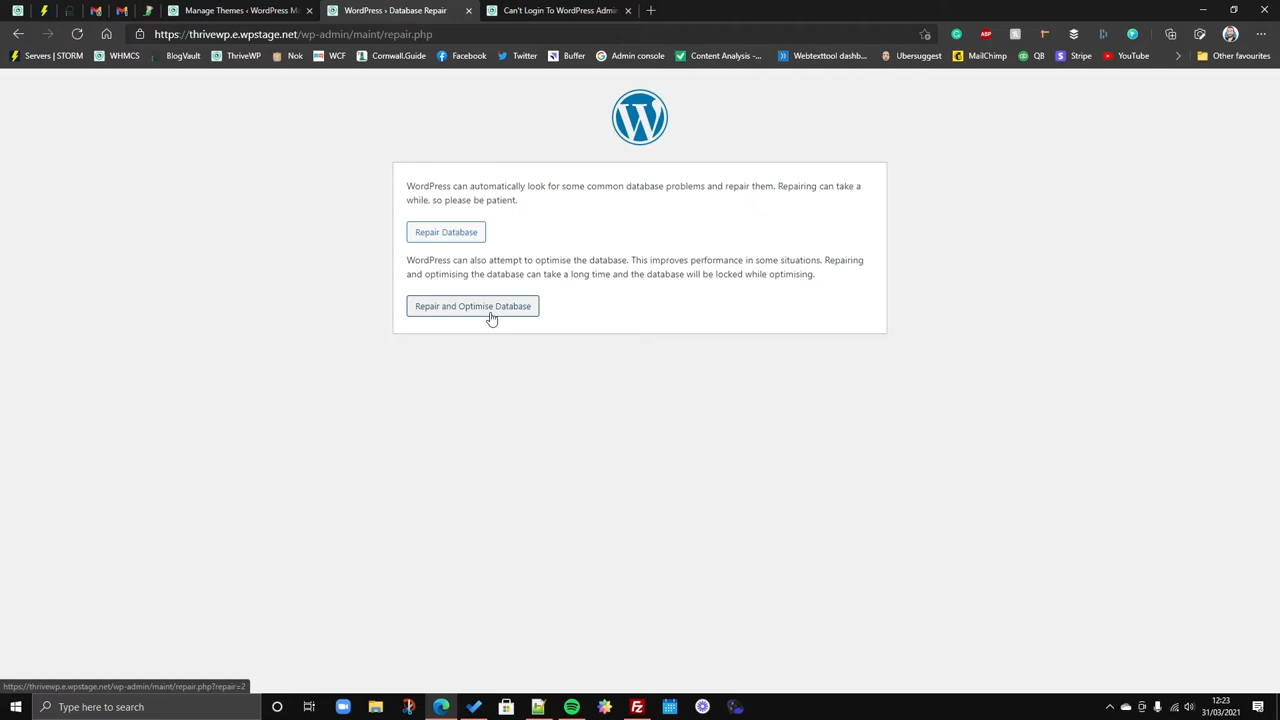 Manage Themes ‹ WordPress M
WordPress › Database Repair
Can't Login To WordPress Admin
https://thrivewp.e.wpstage.net/wp-admin/maint/repair.php
ABP
Servers | STORM
WHMCS
BlogVault
ThriveWP
Nok
WCF
Cornwall.Guide
Facebook
Twitter
Buffer
Admin console
Content Analysis -...
Webtexttool dashb...
Ubersuggest
MailChimp
QB
Stripe
YouTube
Other favourites
WordPress can automatically look for some common database problems and repair them. Repairing can take a
while, so please be patient.
Repair Database
WordPress can also attempt to optimise the database. This improves performance in some situations. Repairing
and optimising the database can take a long time and the database will be locked while optimising.
Repair and Optimise Database
https://thrivewp.e.wpstage.net/wp-admin/maint/repair.php?repair=2
Type here to search
12:23
31/03/2021